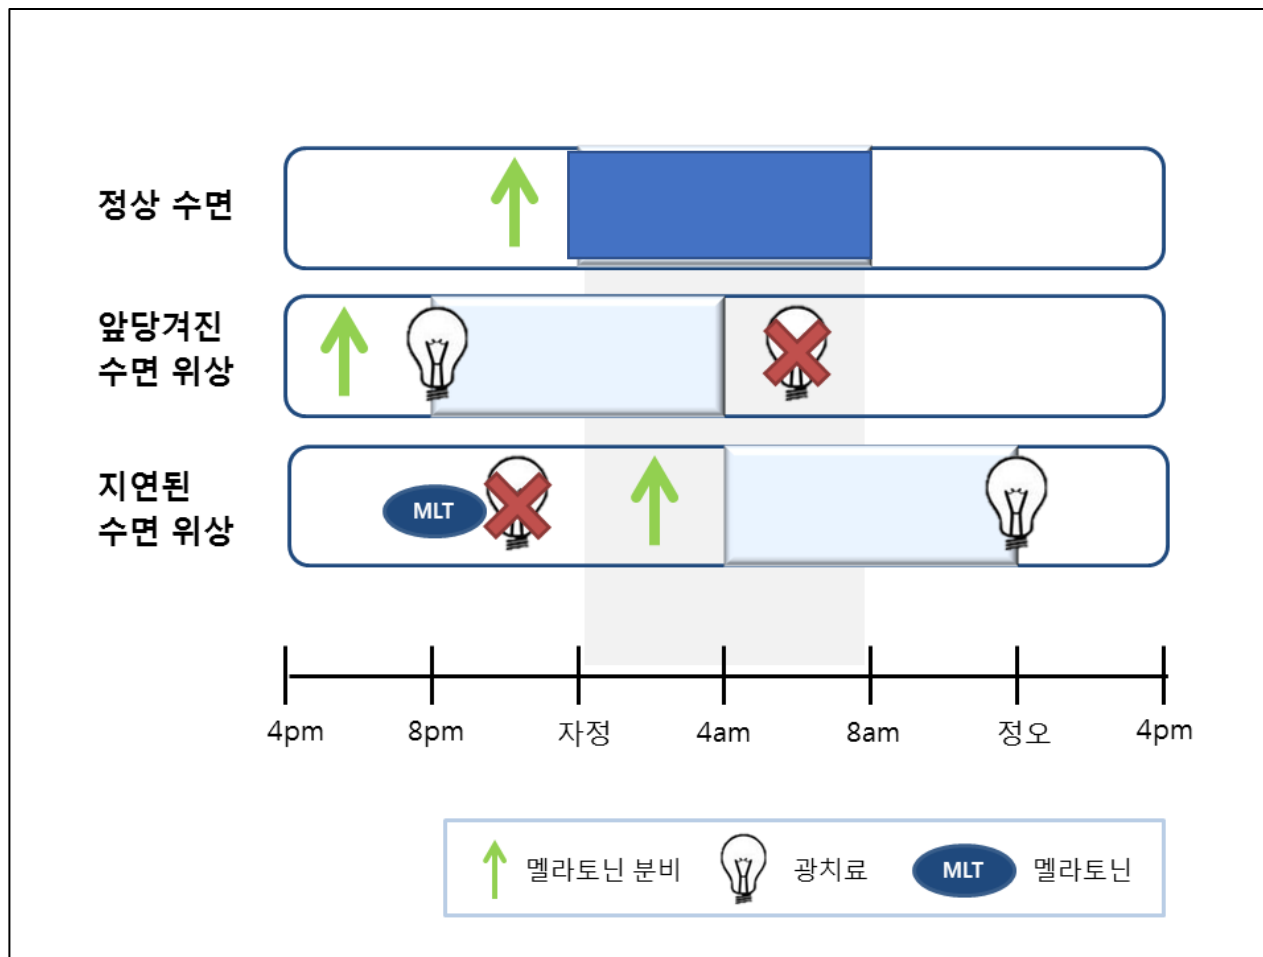 정상 수면
앞당겨진
수면 위상
지연된
수면 위상
MLT
4pm 8pm 자정 4am 8am 정오 4pm
멜라토닌 분비 광치료 MLT 멜라토닌